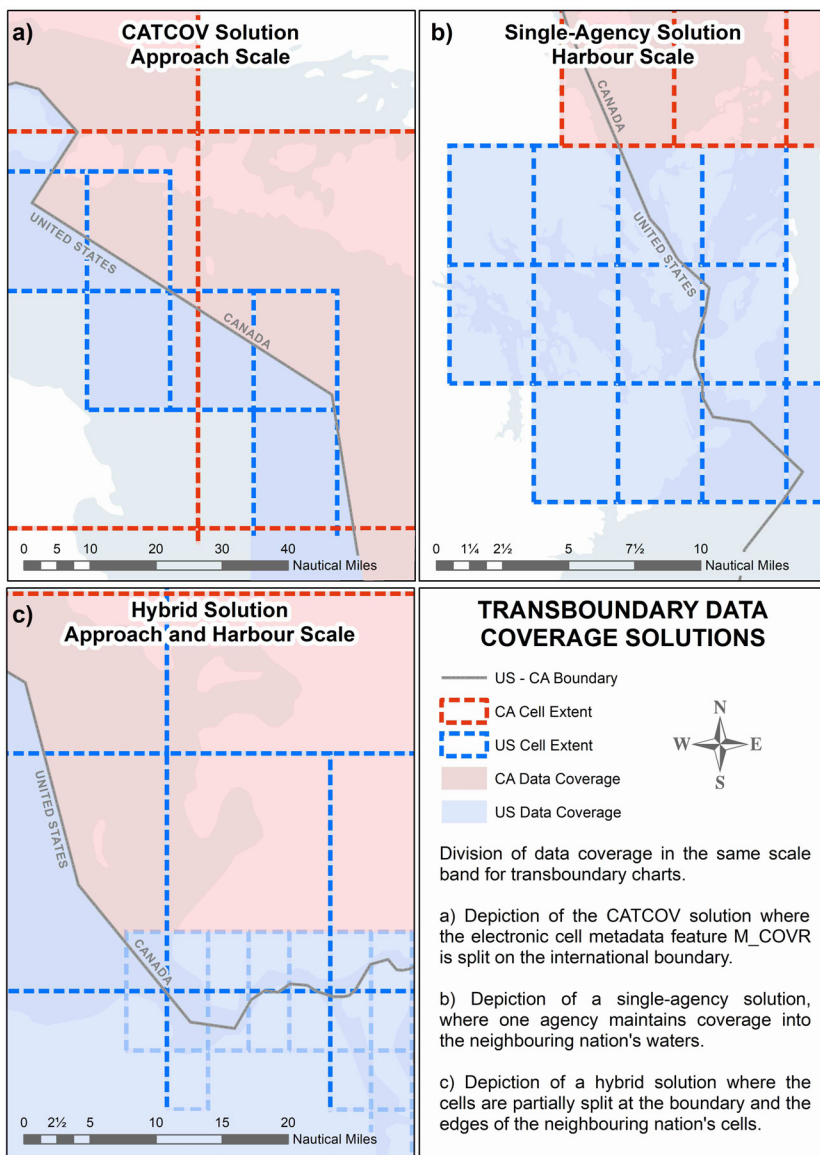 a)
CATCOV Solution
Approach Scale
UNITED STATES
CANADA
0 5 10 20 30 40
Nautical Miles
b)
Single-Agency Solution
Harbour Scale
CANADA
UNITED STATES
0 1¼ 2½ 5 7½ 10
Nautical Miles
c)
Hybrid Solution
Approach and Harbour Scale
UNITED STATES
CANADA
0 2½ 5 10 15 20
Nautical Miles
TRANSBOUNDARY DATA
COVERAGE SOLUTIONS
US - CA Boundary
CA Cell Extent
US Cell Extent
CA Data Coverage
US Data Coverage
N
W E
S
Division of data coverage in the same scale
band for transboundary charts.
a) Depiction of the CATCOV solution where
the electronic cell metadata feature M_COVR
is split on the international boundary.
b) Depiction of a single-agency solution,
where one agency maintains coverage into
the neighbouring nation's waters.
c) Depiction of a hybrid solution where the
cells are partially split at the boundary and the
edges of the neighbouring nation's cells.